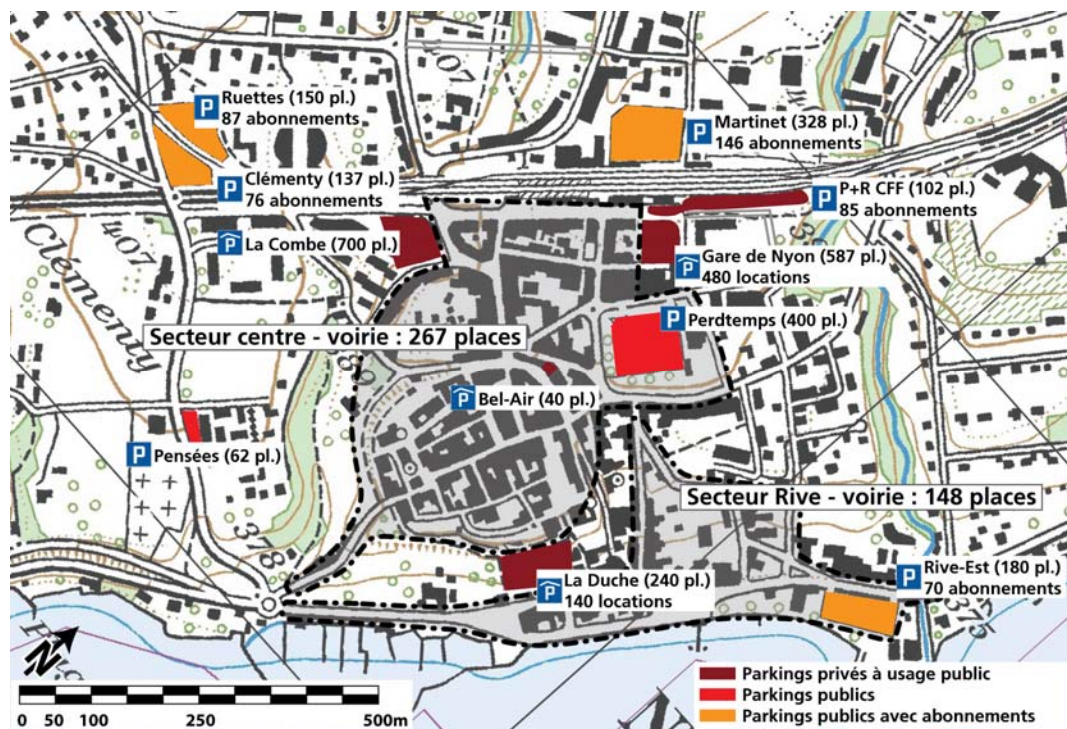 407
P Ruettes (150 pl.)
87 abonnements
P Martinet (328 pl.)
146 abonnements
P Clémenty (137 pl.)
76 abonnements
P P+R CFF (102 pl.)
85 abonnements
P La Combe (700 pl.)
P Gare de Nyon (587 pl.)
480 locations
407
Clémenty
P Perdtemps (400 pl.)
Secteur centre - voirie : 267 places
P Bel-Air (40 pl.)
P Pensées (62 pl.)
Secteur Rive - voirie : 148 places
378
P La Duche (240 pl.)
140 locations
P Rive-Est (180 pl.)
70 abonnements
375
N
Parkings privés à usage public
Parkings publics
Parkings publics avec abonnements
0 50 100 250 500m